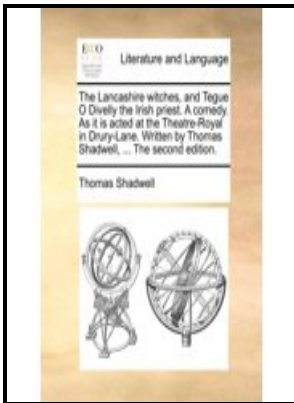 ECCO
Literature and Language
The Lancashire witches, and Tegue
O Divelly the Irish priest. A comedy.
As it is acted at the Theatre-Royal
in Drury-Lane. Written by Thomas
Shadwell, ... The second edition.
Thomas Shadwell